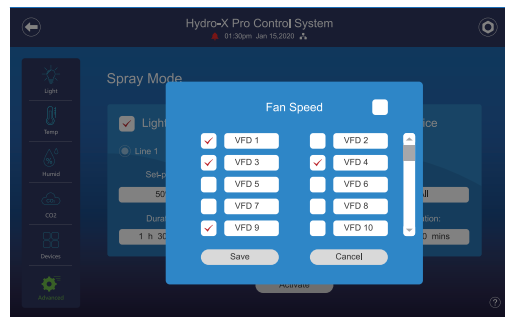 Hydro-X Pro Control System
01:30pm Jan 15,2020
Spray Mode
Light
Temp
Humid
CO2
Devices
Advanced
Light
ice
Line 1
Set-p
50
All
Durat
ation:
1 h 30
0 mins
Fan Speed
VFD 1
VFD 2
VFD 3
VFD 4
VFD 5
VFD 6
VFD 7
VFD 8
VFD 9
VFD 10
Save
Cancel
Activate
?